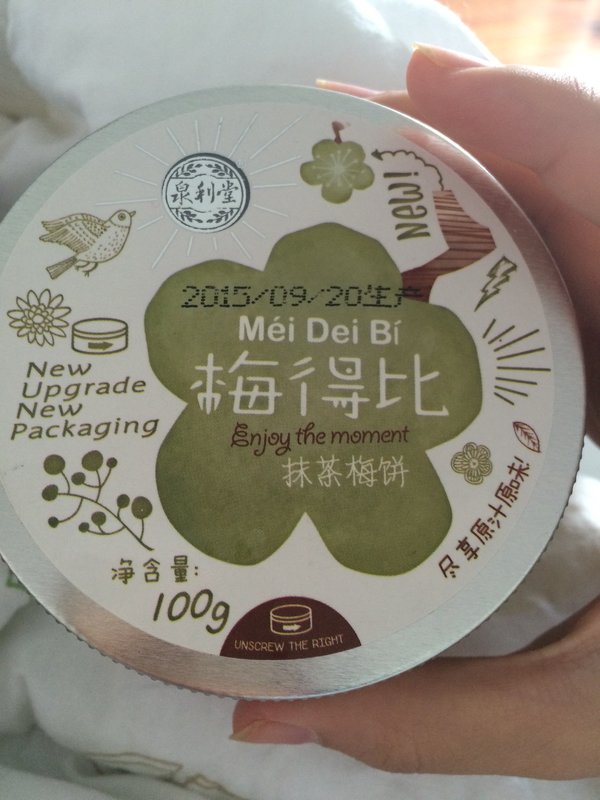 泉利堂
New!
2015/09/20生产
Méi Dei Bí
梅得比
Enjoy the moment
抹茶梅饼
New
Upgrade
New
Packaging
尽享原汁原味!
净含量:
100g
UNSCREW THE RIGHT